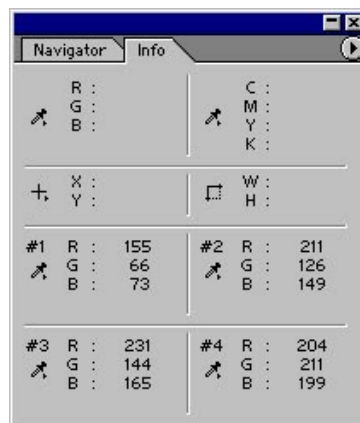 Navigator Info
R :
G :
B :
C :
M :
Y :
K :
X :
Y :
W :
H :
#1 R : 155
G : 66
B : 73
#2 R : 211
G : 126
B : 149
#3 R : 231
G : 144
B : 165
#4 R : 204
G : 211
B : 199